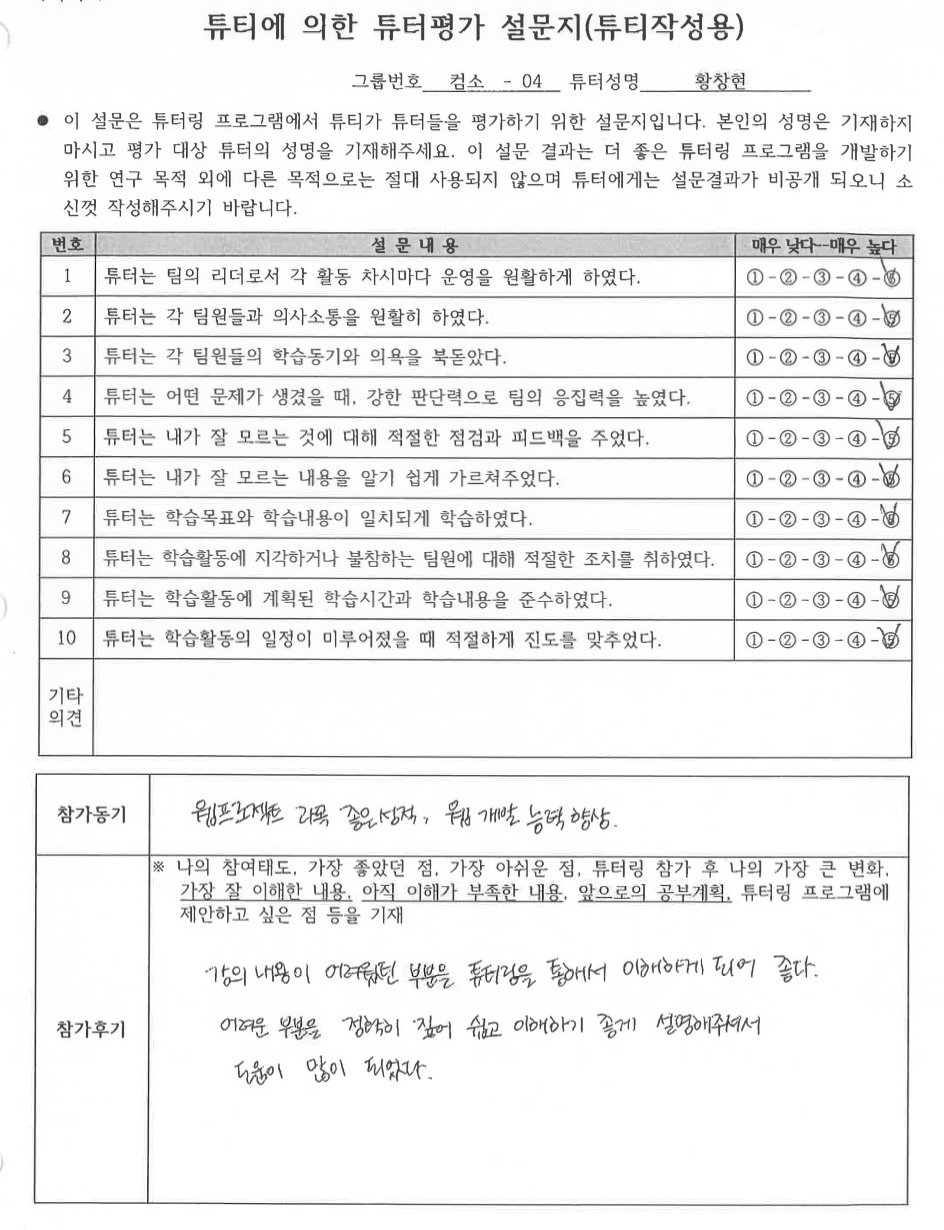 튜티에 의한 튜터평가 설문지(튜티작성용)
그룹번호 컴소 - 04 튜터성명 황창현
● 이 설문은 튜터링 프로그램에서 튜티가 튜터들을 평가하기 위한 설문지입니다. 본인의 성명은 기재하지
마시고 평가 대상 튜터의 성명을 기재해주세요. 이 설문 결과는 더 좋은 튜터링 프로그램을 개발하기
위한 연구 목적 외에 다른 목적으로는 절대 사용되지 않으며 튜터에게는 설문결과가 비공개 되오니 소
신껏 작성해주시기 바랍니다.
번호 설 문 내 용 매우 낮다--매우 높다
1 튜터는 팀의 리더로서 각 활동 차시마다 운영을 원활하게 하였다. ①-②-③-④-⑤
2 튜터는 각 팀원들과 의사소통을 원활히 하였다. ①-②-③-④-⑤
3 튜터는 각 팀원들의 학습동기와 의욕을 북돋았다. ①-②-③-④-⑤
4 튜터는 어떤 문제가 생겼을 때, 강한 판단력으로 팀의 응집력을 높였다. ①-②-③-④-⑤
5 튜터는 내가 잘 모르는 것에 대해 적절한 점검과 피드백을 주었다. ①-②-③-④-⑤
6 튜터는 내가 잘 모르는 내용을 알기 쉽게 가르쳐주었다. ①-②-③-④-⑤
7 튜터는 학습목표와 학습내용이 일치되게 학습하였다. ①-②-③-④-⑤
8 튜터는 학습활동에 지각하거나 불참하는 팀원에 대해 적절한 조치를 취하였다. ①-②-③-④-⑤
9 튜터는 학습활동에 계획된 학습시간과 학습내용을 준수하였다. ①-②-③-④-⑤
10 튜터는 학습활동의 일정이 미루어졌을 때 적절하게 진도를 맞추었다. ①-②-③-④-⑤
기타
의견
참가동기 웹프로젝트 과목 좋은성적, 웹 개발 능력 향상.
※ 나의 참여태도, 가장 좋았던 점, 가장 아쉬운 점, 튜터링 참가 후 나의 가장 큰 변화,
가장 잘 이해한 내용, 아직 이해가 부족한 내용, 앞으로의 공부계획, 튜터링 프로그램에
제안하고 싶은 점 등을 기재
강의 내용이 어려웠던 부분을 튜터링을 통해서 이해하게 되어 좋다.
참가후기 어려운 부분을 정확히 짚어 쉽고 이해하기 좋게 설명해주셔서
도움이 많이 되었다.